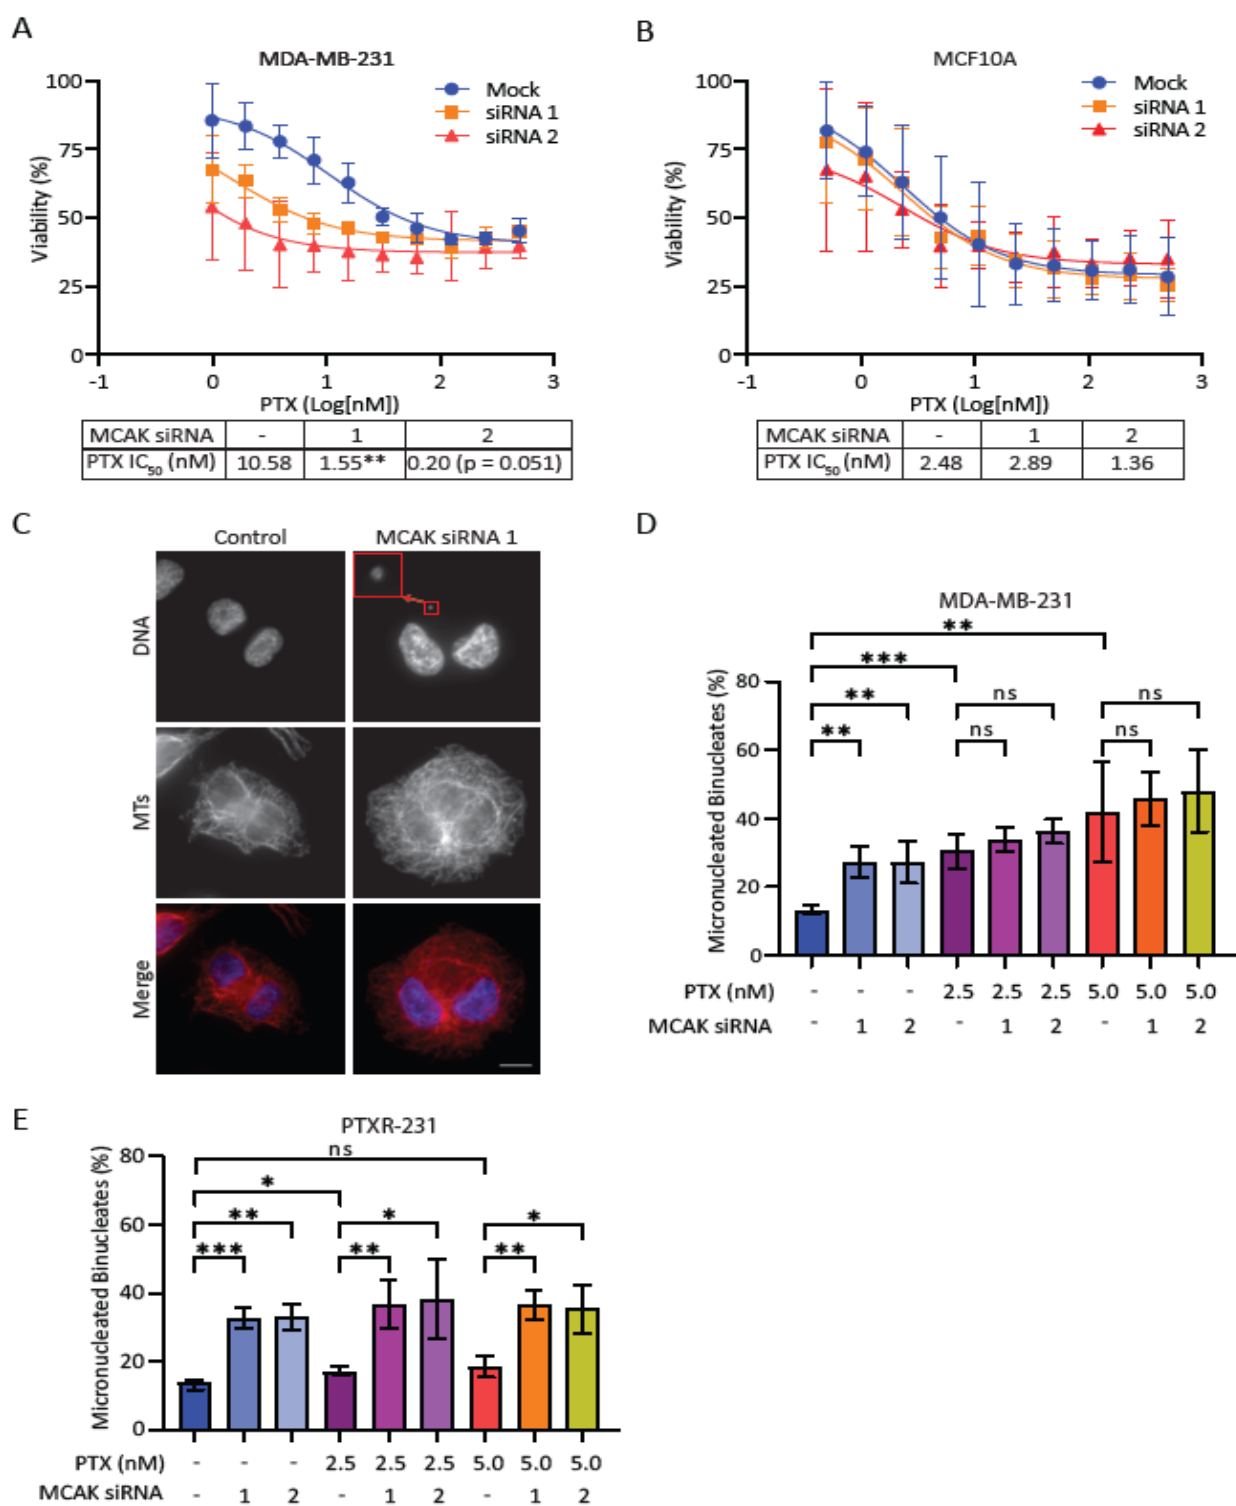 A
MDA-MB-231
Viability (%)
100
75
50
25
0
-1 0 1 2 3
PTX (Log[nM])
Mock
siRNA 1
siRNA 2
MCAK siRNA - 1 2
PTX IC50 (nM) 10.58 1.55** 0.20 (p = 0.051)
B
MCF10A
Viability (%)
100
75
50
25
0
-1 0 1 2 3
PTX (Log[nM])
Mock
siRNA 1
siRNA 2
MCAK siRNA - 1 2
PTX IC50 (nM) 2.48 2.89 1.36
C
Control MCAK siRNA 1
DNA
MTs
Merge
D
MDA-MB-231
Micronucleated Binucleates (%)
80
60
40
20
0
**
***
** ns ns
** ns ns
PTX (nM) - - - 2.5 2.5 2.5 5.0 5.0 5.0
MCAK siRNA - 1 2 - 1 2 - 1 2
E
PTXR-231
Micronucleated Binucleates (%)
80
60
40
20
0
ns
*
** * *
*** ** **
PTX (nM) - - - 2.5 2.5 2.5 5.0 5.0 5.0
MCAK siRNA - 1 2 - 1 2 - 1 2